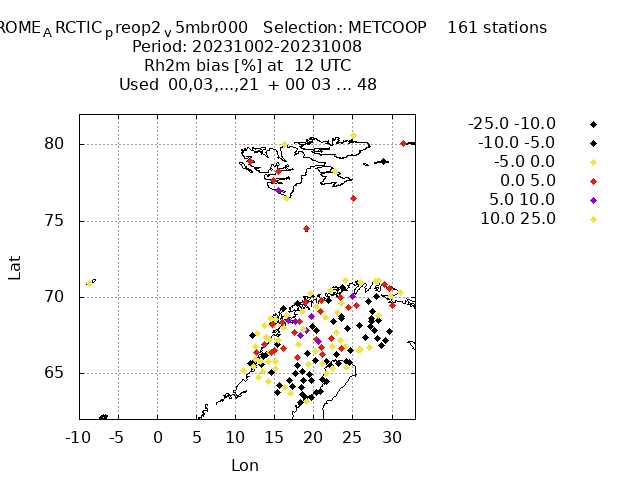 ROME A RCTIC p reop2 v 5mbr000 Selection: METCOOP 161 stations
Period: 20231002-20231008
Rh2m bias [%] at 12 UTC
Used 00,03,...,21 + 00 03 ... 48
-25.0 -10.0
-10.0 -5.0
-5.0 0.0
0.0 5.0
5.0 10.0
10.0 25.0
80
75
70
65
Lat
-10 -5 0 5 10 15 20 25 30
Lon